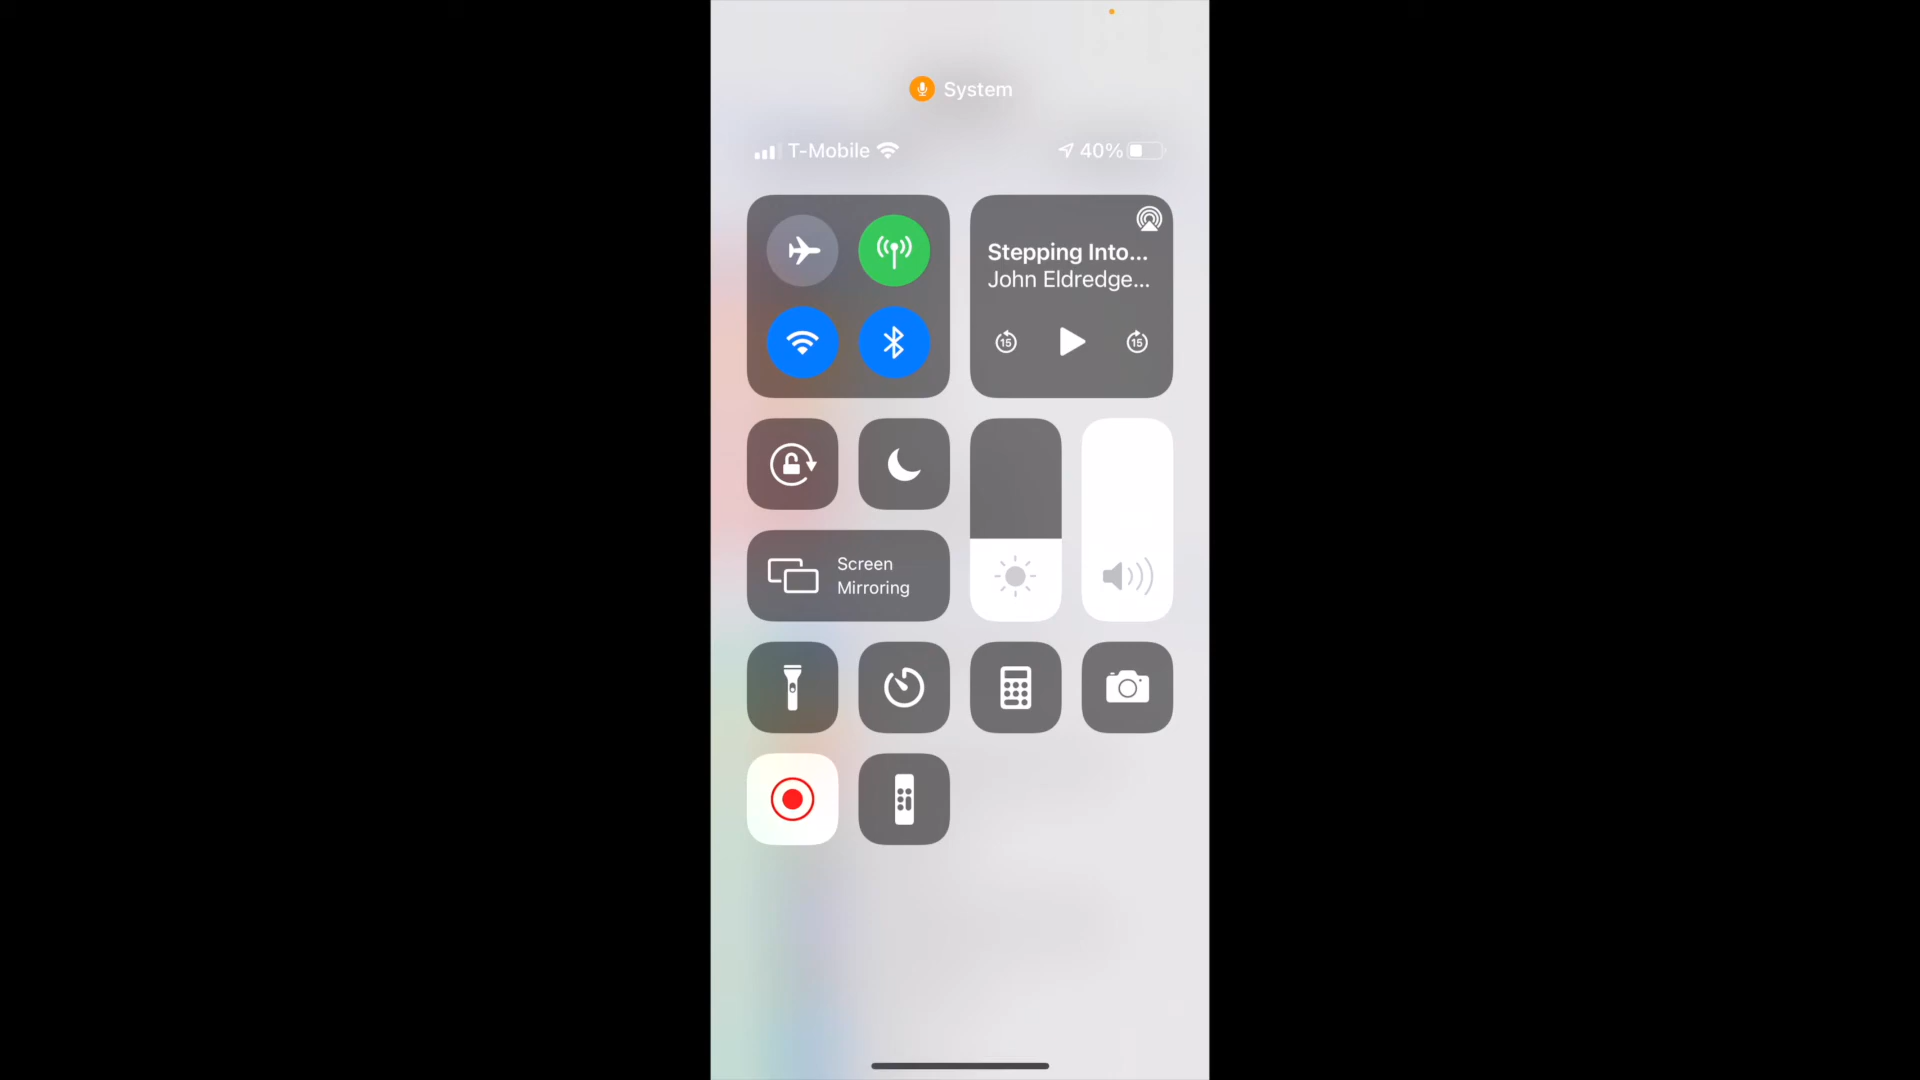 System
T-Mobile
40%
Stepping Into...
John Eldredge...
15
15
Screen
Mirroring